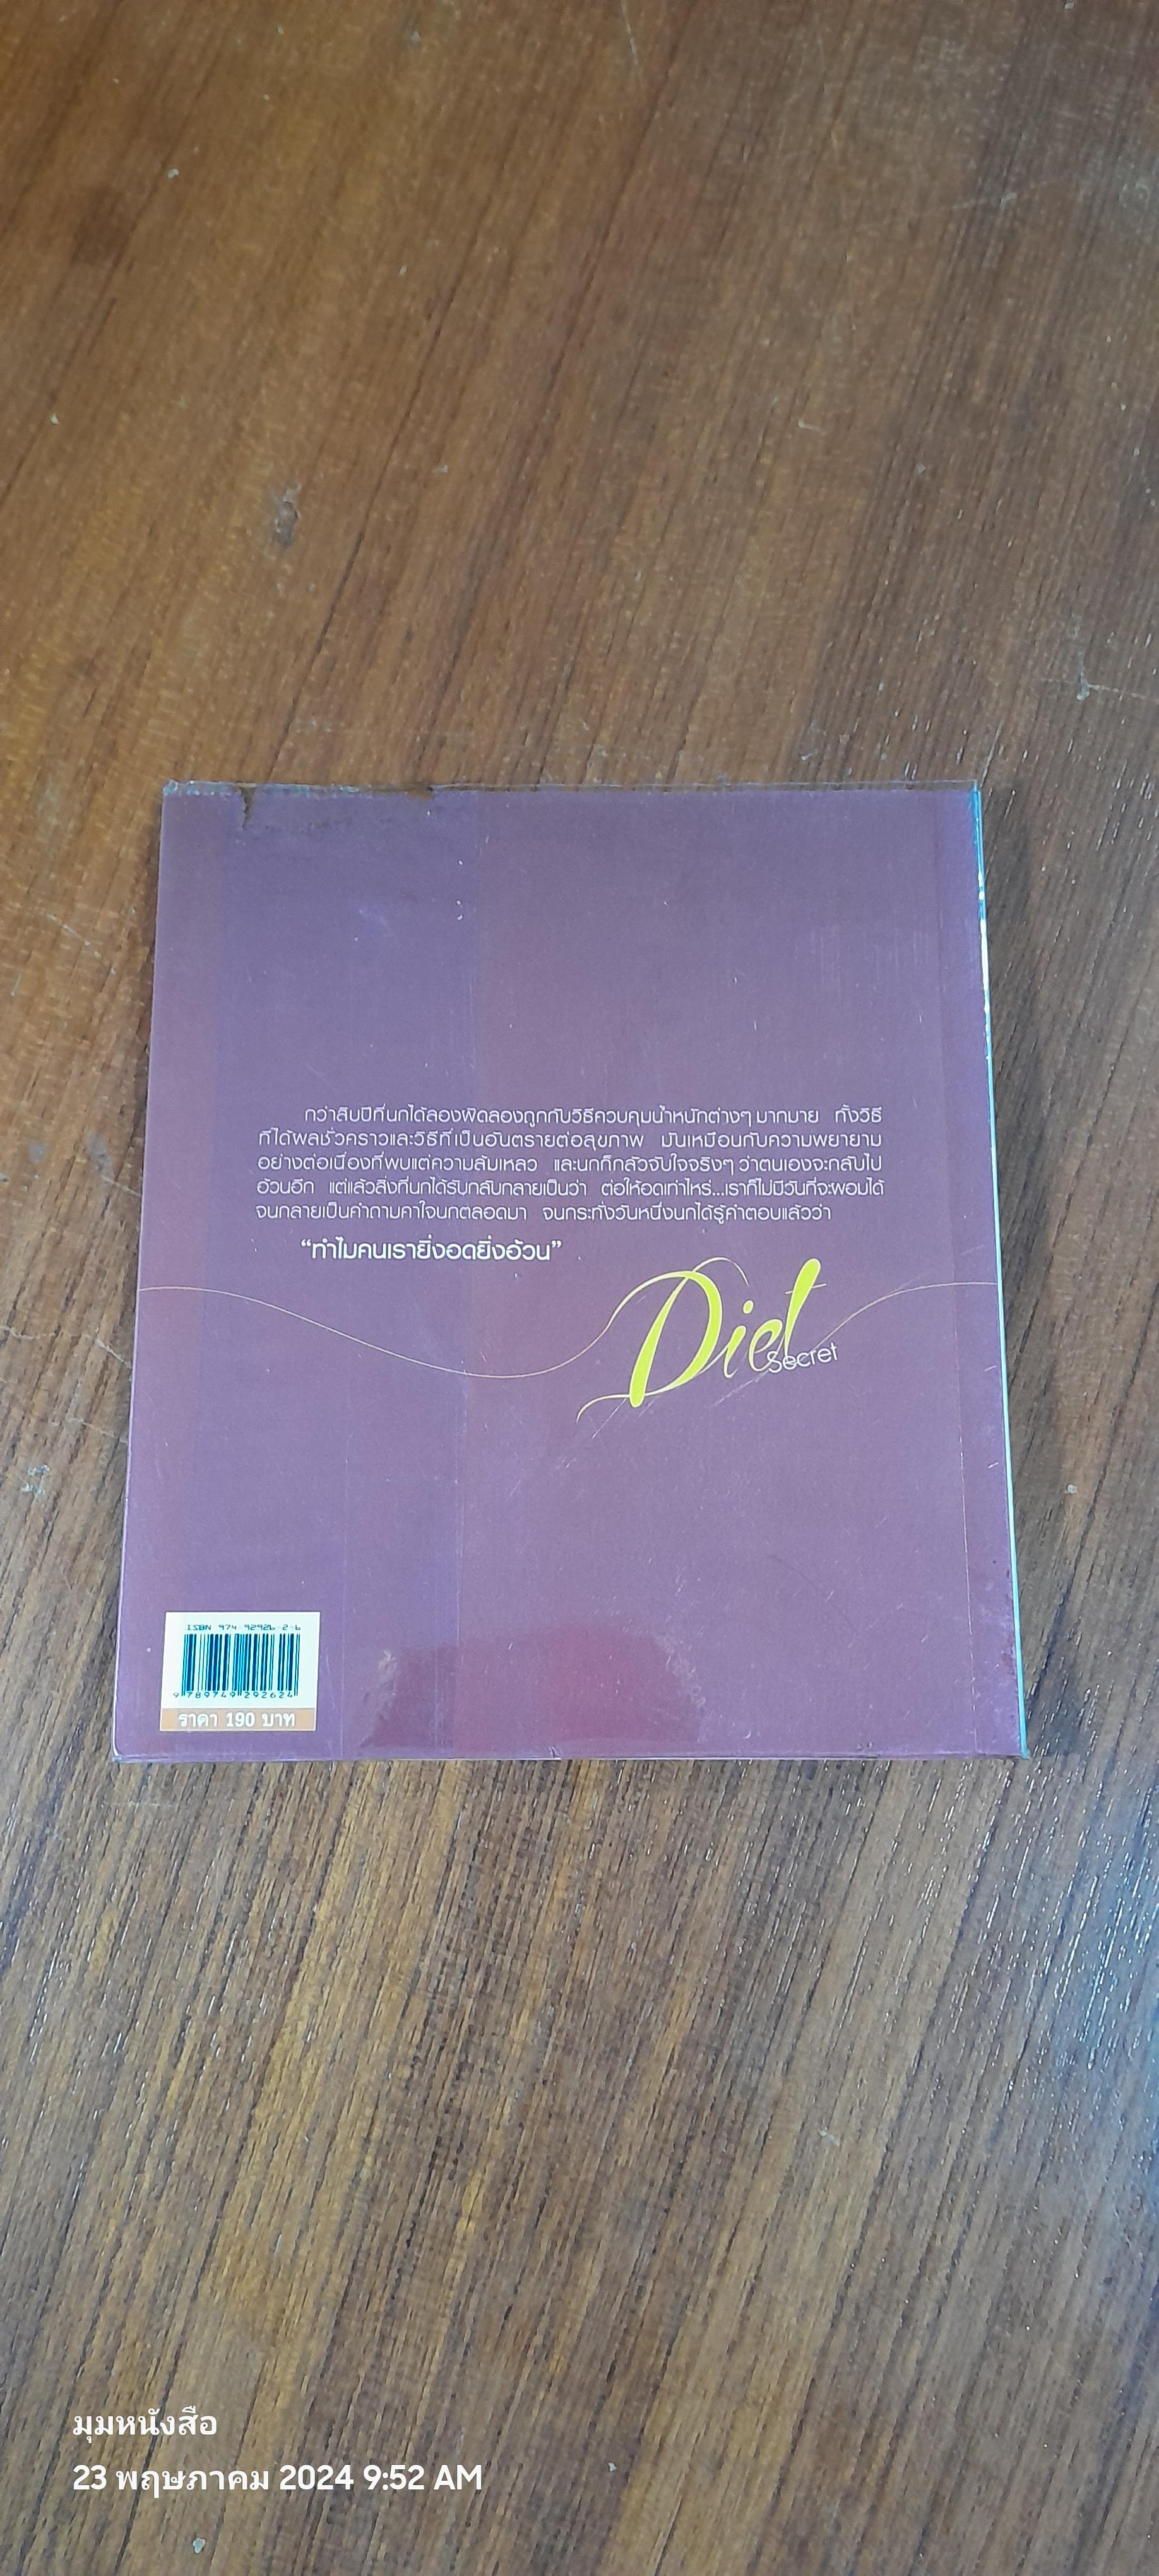 กว่าสิบปีที่นกได้ลองผิดลองถูกกับวิธีควบคุมน้ำหนักต่างๆ มากมาย ทั้งวิธี
ที่ได้ผลชั่วคราวและวิธีที่เป็นอันตรายต่อสุขภาพ มันเหมือนกับความพยายาม
อย่างต่อเนื่องที่พบแต่ความล้มเหลว และนกก็กลัวจับใจจริงๆ ว่าตนเองจะกลับไป
อ้วนอีก แต่แล้วสิ่งที่นกได้รับกลับกลายเป็นว่า ต่อให้อดเท่าไหร่...เราก็ไม่มีวันที่จะผอมได้
จนกลายเป็นคำถามคาใจนกตลอดมา จนกระทั่งวันหนึ่งนกได้รู้คำตอบแล้วว่า
“ทำไมคนเรายิ่งอดยิ่งอ้วน”
Diet
Secret
ISBN 974-92926-2-6
9 789749 292624
ราคา 190 บาท
มุมหนังสือ
23 พฤษภาคม 2024 9:52 AM